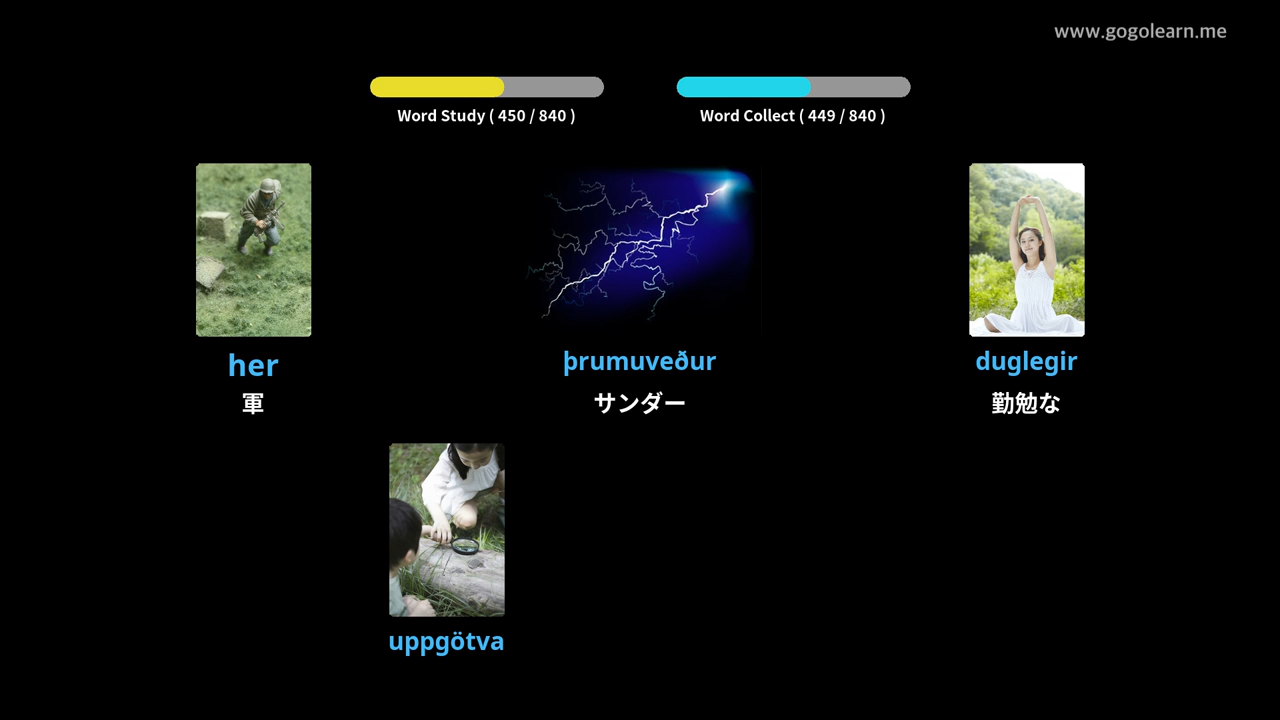 www.gogolearn.me
Word Study ( 450 / 840 )
Word Collect ( 449 / 840 )
her
軍
þrumuveður
サンダー
duglegir
勤勉な
uppgötva